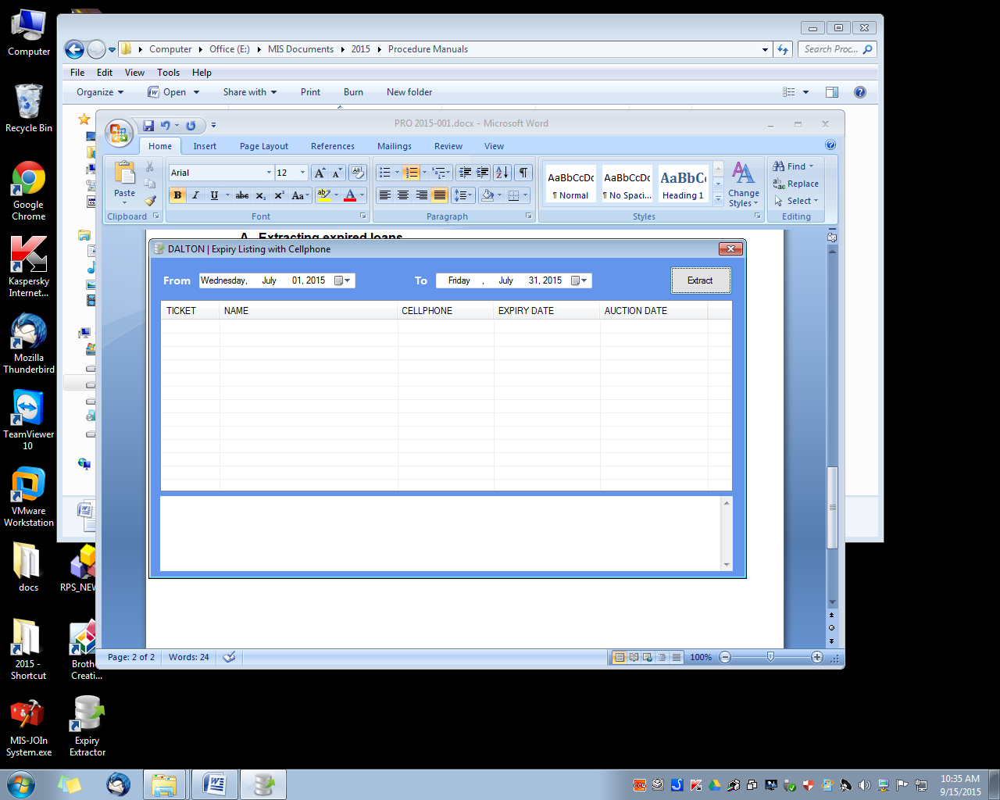 Computer
Recycle Bin
Google
Chrome
Kaspersky
Internet...
Mozilla
Thunderbird
TeamViewer
10
VMware
Workstation
docs
RPS_NEW
2015 -
Shortcut
Creati...
MIS-JOIn
System.exe
Expiry
Extractor
Computer
Office (E:)
MIS Documents
2015
Procedure Manuals
Search Proc...
File Edit View Tools Help
Organize Open Share with Print Burn New folder
PRO 2015-001.docx - Microsoft Word
Home Insert Page Layout References Mailings Review View
Paste
Arial 12
AaBbCcDc AaBbCcDc AaBbCc
¶ Normal ¶ No Spaci... Heading 1
Change
Styles
Find
Replace
Select
Clipboard Font Paragraph Styles Editing
A. Extracting expired loans
DALTON | Expiry Listing with Cellphone
From Wednesday, July 01, 2015 To Friday , July 31, 2015 Extract
TICKET NAME CELLPHONE EXPIRY DATE AUCTION DATE
Page: 2 of 2 Words: 24 100%
10:35 AM
9/15/2015